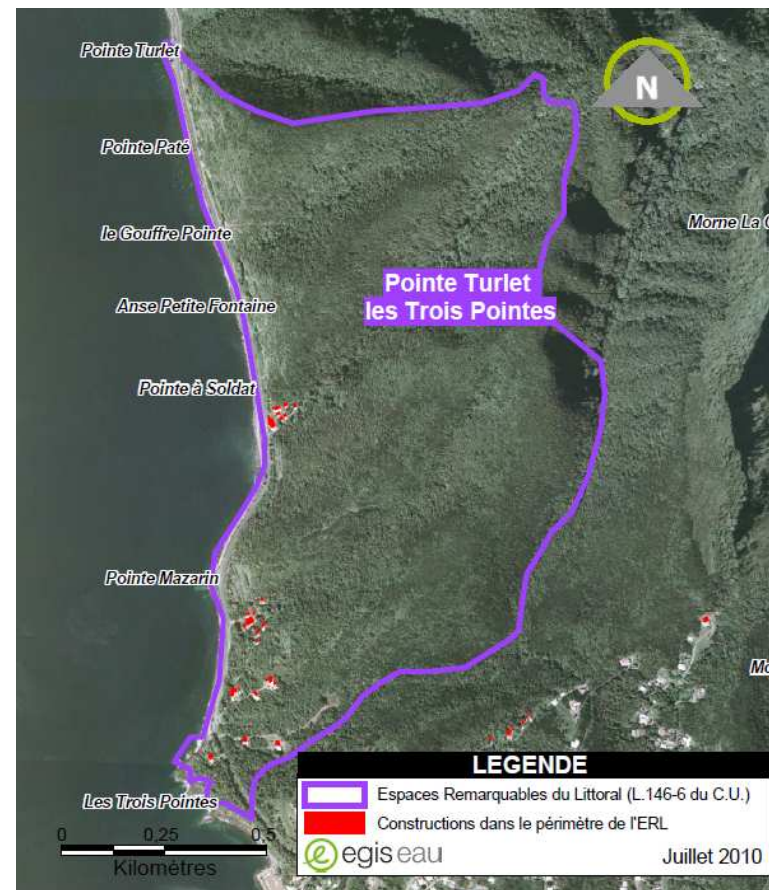 Pointe Turlet
N
Pointe Paté
Morne La
le Gouffre Pointe
Pointe Turlet
les Trois Pointes
Anse Petite Fontaine
Pointe à Soldat
Pointe Mazarin
Les Trois Pointes
0 0,25 0,5
Kilomètres
LEGENDE
Espaces Remarquables du Littoral (L.146-6 du C.U.)
Constructions dans le périmètre de l'ERL
egis eau
Juillet 2010